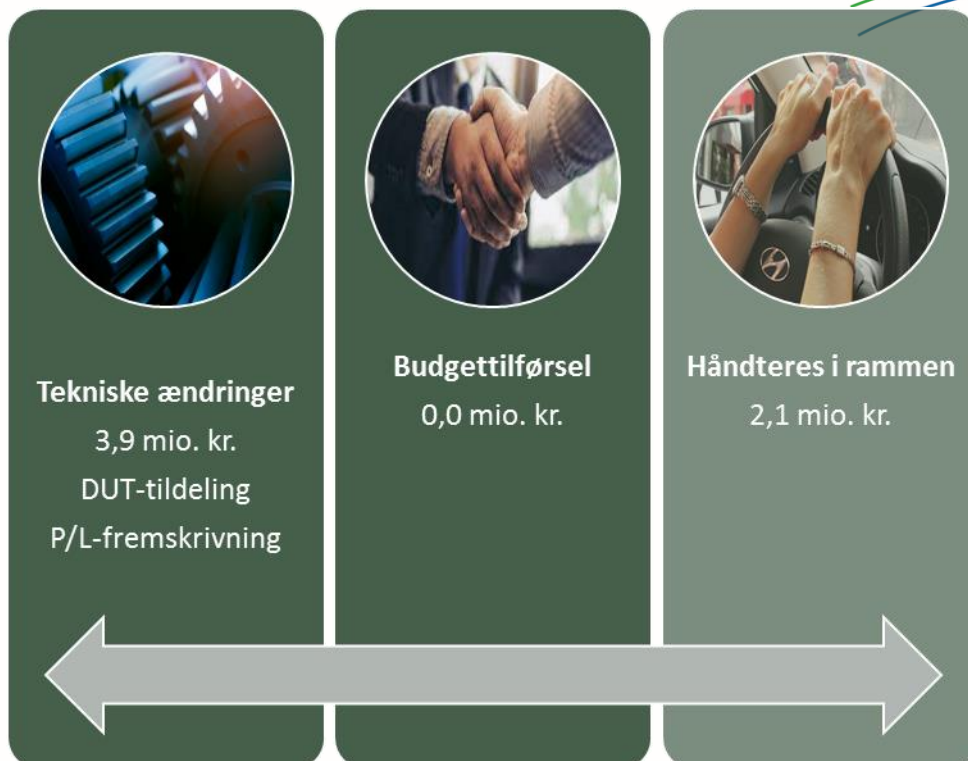 Tekniske ændringer
3,9 mio. kr.
DUT-tildeling
P/L-fremskrivning
Budgettilførsel
0,0 mio. kr.
Håndteres i rammen
2,1 mio. kr.